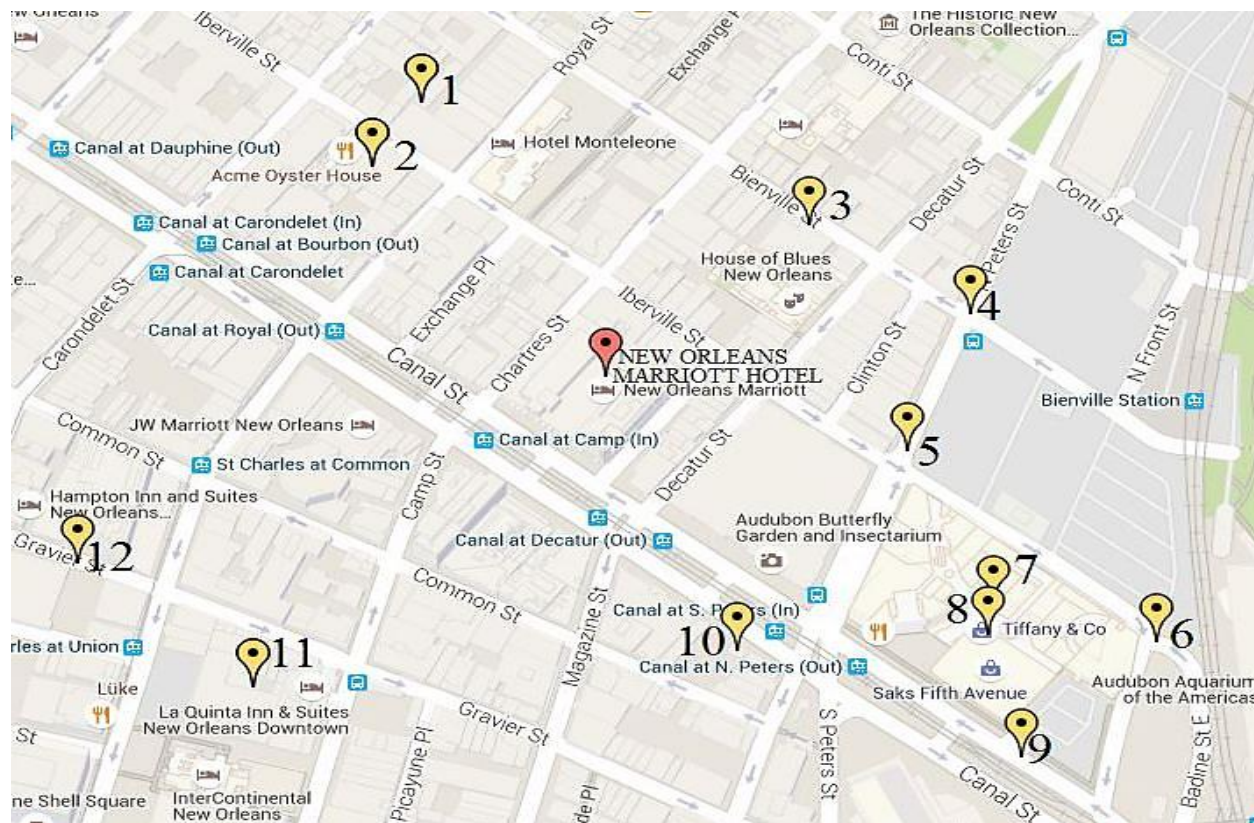 ew Orleans
Iberville St
Royal St
Exchange P
The Historic New
Orleans Collection...
Conti St
1
Canal at Dauphine (Out)
2
Acme Oyster House
Hotel Monteleone
Bienville St
3
Decatur St
Conti St
Canal at Carondelet (In)
Canal at Bourbon (Out)
Canal at Carondelet
e...
Carondelet St
Exchange Pl
House of Blues
New Orleans
Peters St
4
Canal at Royal (Out)
Canal St
Chartres St
Iberville St
Clinton St
N Front St
NEW ORLEANS
MARRIOTT HOTEL
New Orleans Marriott
Bienville Station
JW Marriott New Orleans
Canal at Camp (In)
5
Common St
St Charles at Common
Camp St
Decatur St
Hampton Inn and Suites
New Orleans...
12
Gravier St
Canal at Decatur (Out)
Audubon Butterfly
Garden and Insectarium
7
Common St
Magazine St
Canal at S. Peters (In)
8
Tiffany & Co
6
10
rles at Union
11
Canal at N. Peters (Out)
Lüke
La Quinta Inn & Suites
New Orleans Downtown
Saks Fifth Avenue
Audubon Aquarium
of the Americas
Gravier St
S Peters St
9
St
Picayune Pl
Canal St
Badine St
ne Shell Square
InterContinental
New Orleans
de Pl